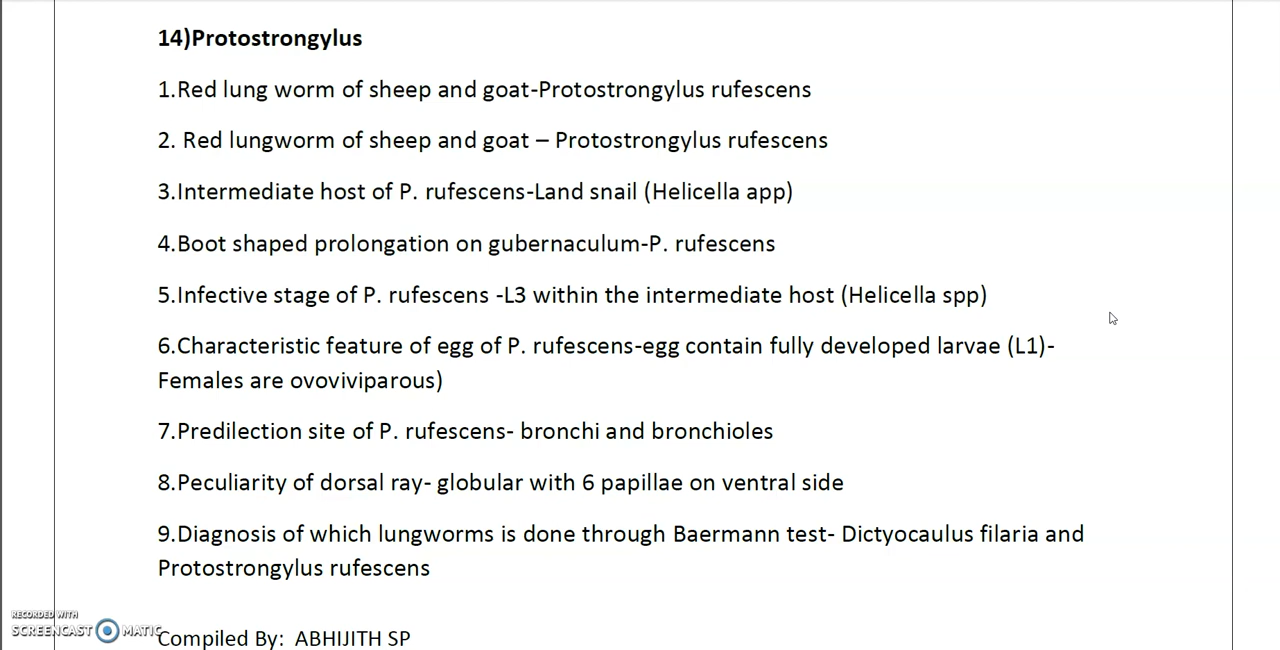 14)Protostrongylus
1.Red lung worm of sheep and goat-Protostrongylus rufescens
2. Red lungworm of sheep and goat – Protostrongylus rufescens
3.Intermediate host of P. rufescens-Land snail (Helicella app)
4.Boot shaped prolongation on gubernaculum-P. rufescens
5.Infective stage of P. rufescens -L3 within the intermediate host (Helicella spp)
6.Characteristic feature of egg of P. rufescens-egg contain fully developed larvae (L1)-
Females are ovoviviparous)
7.Predilection site of P. rufescens- bronchi and bronchioles
8.Peculiarity of dorsal ray- globular with 6 papillae on ventral side
9.Diagnosis of which lungworms is done through Baermann test- Dictyocaulus filaria and
Protostrongylus rufescens
RECORDED WITH
SCREENCAST MATIC
Compiled By:  ABHIJITH SP